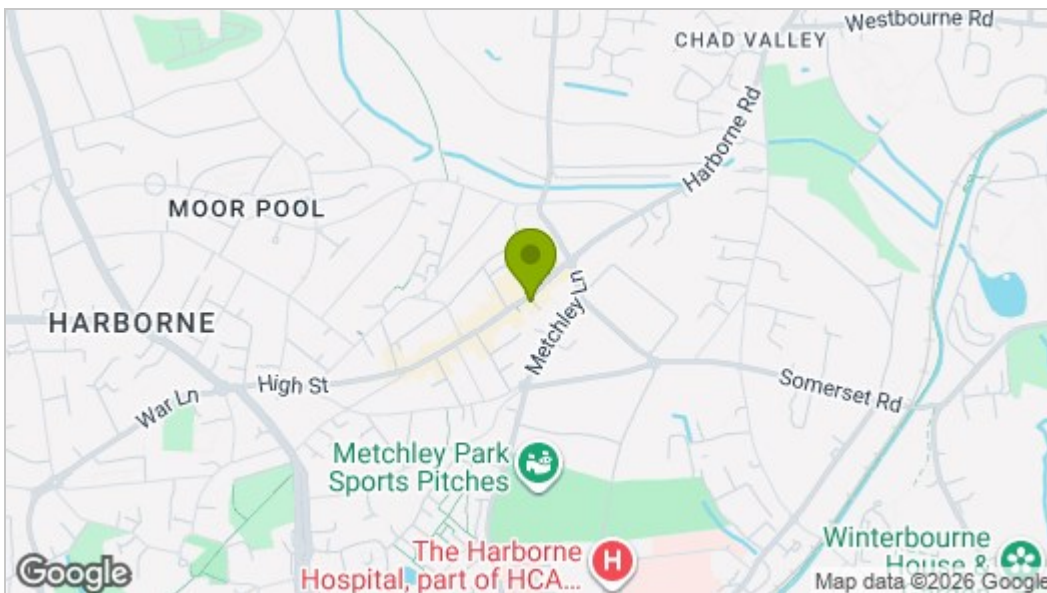 Westbourne Rd
CHAD VALLEY
Harborne Rd
MOOR POOL
HARBORNE
Metchley Ln
High St
War Ln
Somerset Rd
Metchley Park
Sports Pitches
The Harborne
Hospital, part of HCA...
H
Winterbourne
House &
Google
Map data ©2026 Google